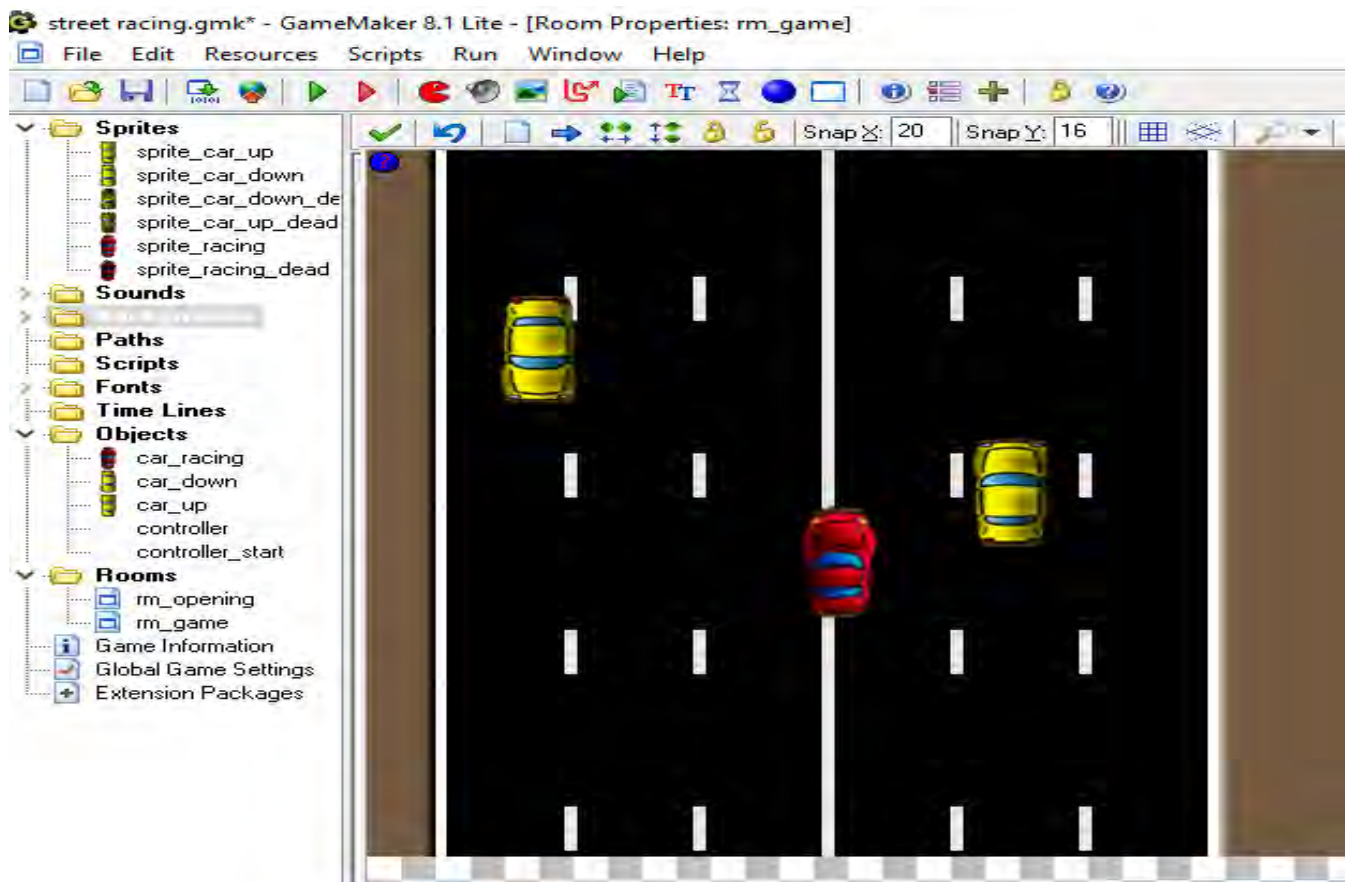 street racing.gmk* - GameMaker 8.1 Lite - [Room Properties: rm_game]
File Edit Resources Scripts Run Window Help
Sprites
Snap X: 20 Snap Y: 16
sprite_car_up
sprite_car_down
sprite_car_down_de
sprite_car_up_dead
sprite_racing
sprite_racing_dead
Sounds
Paths
Scripts
Fonts
Time Lines
Objects
car_racing
car_down
car_up
controller
controller_start
Rooms
rm_opening
rm_game
Game Information
Global Game Settings
Extension Packages